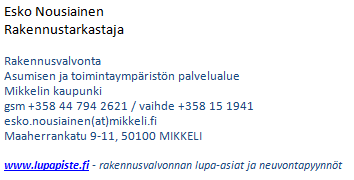 Esko Nousiainen
Rakennustarkastaja
Rakennusvalvonta
Asumisen ja toimintaympäristön palvelualue
Mikkelin kaupunki
gsm +358 44 794 2621 / vaihde +358 15 1941
esko.nousiainen(at)mikkeli.fi
Maaherrankatu 9-11, 50100 MIKKELI
www.lupapiste.fi - rakennusvalvonnan lupa-asiat ja neuvontapyynnöt